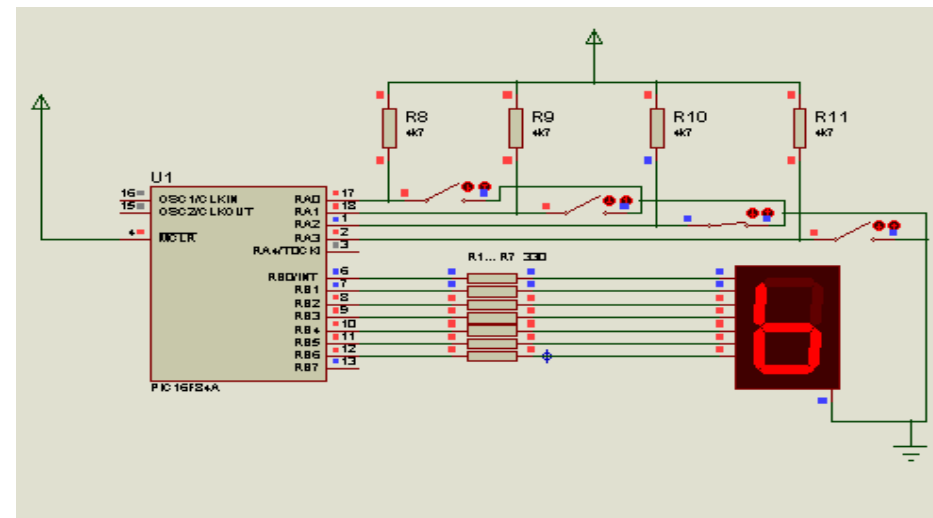 R8
4k7
R9
4k7
R10
4k7
R11
4k7
U1
16 OSC1/CLKIN RA0 17
15 OSC2/CLKOUT RA1 18
RA2 1
4 MCLR RA3 2
RA4/T0CKI 3
R1... R7 330
RB0/INT 6
RB1 7
RB2 8
RB3 9
RB4 10
RB5 11
RB6 12
RB7 13
PIC16F84A